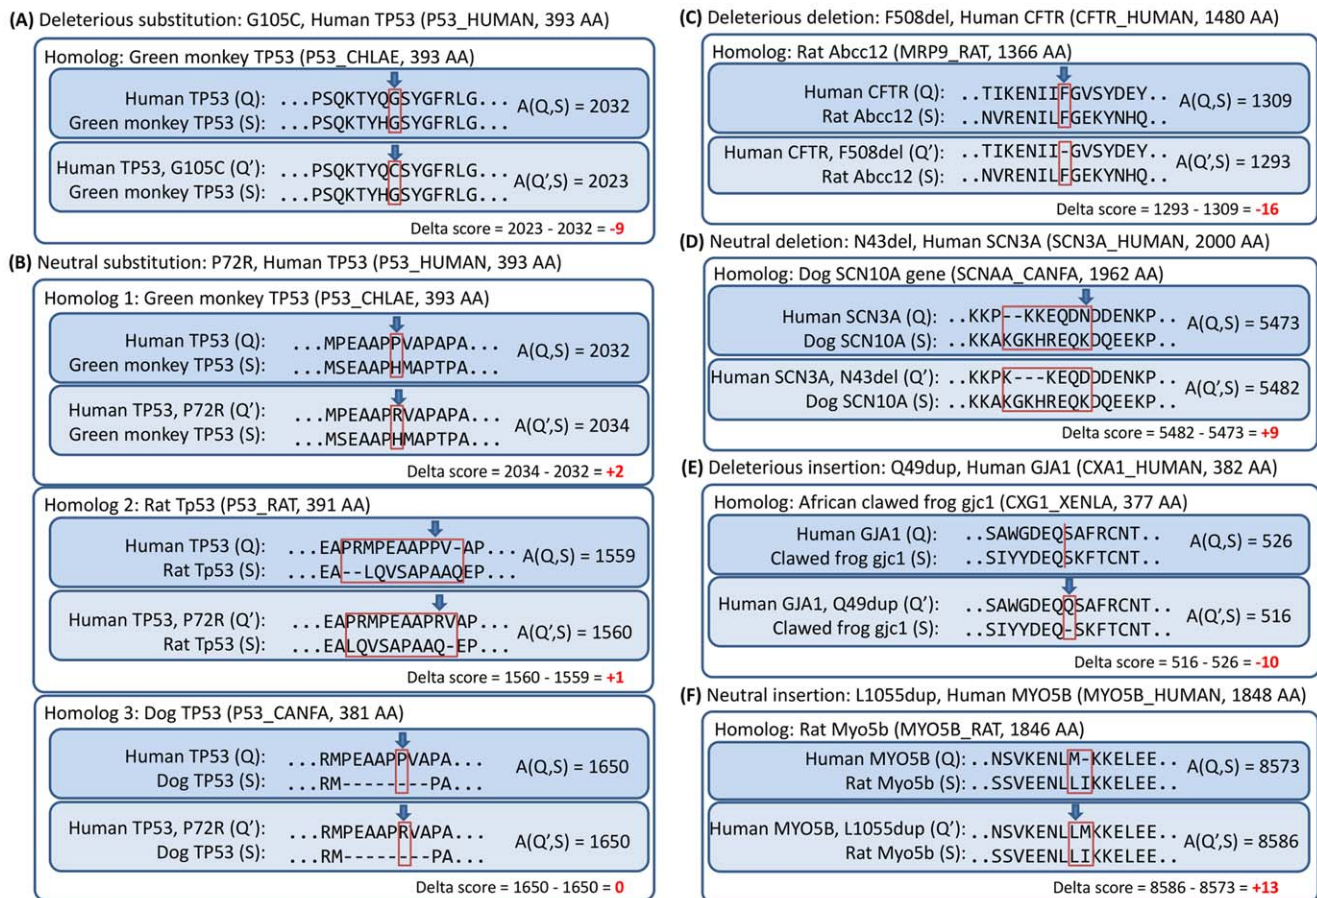 (A) Deleterious substitution: G105C, Human TP53 (P53_HUMAN, 393 AA)
Homolog: Green monkey TP53 (P53_CHLAE, 393 AA)
Human TP53 (Q): ...PSQKTYQGSYGFRLG... A(Q,S) = 2032
Green monkey TP53 (S): ...PSQKTYHGSYGFRLG...
Human TP53, G105C (Q’): ...PSQKTYQCSYGFRLG... A(Q’,S) = 2023
Green monkey TP53 (S): ...PSQKTYHGSYGFRLG...
Delta score = 2023 - 2032 = -9
(B) Neutral substitution: P72R, Human TP53 (P53_HUMAN, 393 AA)
Homolog 1: Green monkey TP53 (P53_CHLAE, 393 AA)
Human TP53 (Q): ...MPEAAPPVAPAPA... A(Q,S) = 2032
Green monkey TP53 (S): ...MSEAAPHMAPTPA...
Human TP53, P72R (Q’): ...MPEAAPRVAPAPA... A(Q’,S) = 2034
Green monkey TP53 (S): ...MSEAAPHMAPTPA...
Delta score = 2034 - 2032 = +2
Homolog 2: Rat Tp53 (P53_RAT, 391 AA)
Human TP53 (Q): ...EAPRMPEAAPPV-AP... A(Q,S) = 1559
Rat Tp53 (S): ...EA--LQVSAPAAQEP...
Human TP53, P72R (Q’): ...EAPRMPEAAPRVAP... A(Q’,S) = 1560
Rat Tp53 (S): ...EALQVSAPAAQ-EP...
Delta score = 1560 - 1559 = +1
Homolog 3: Dog TP53 (P53_CANFA, 381 AA)
Human TP53 (Q): ...RMPEAAPPVAPA... A(Q,S) = 1650
Dog TP53 (S): ...RM--------PA...
Human TP53, P72R (Q’): ...RMPEAAPRVAPA... A(Q’,S) = 1650
Dog TP53 (S): ...RM--------PA...
Delta score = 1650 - 1650 = 0
(C) Deleterious deletion: F508del, Human CFTR (CFTR_HUMAN, 1480 AA)
Homolog: Rat Abcc12 (MRP9_RAT, 1366 AA)
Human CFTR (Q): ..TIKENIIFGVSYDEY.. A(Q,S) = 1309
Rat Abcc12 (S): ..NVRENILFGEKYNHQ..
Human CFTR, F508del (Q’): ..TIKENII-GVSYDEY.. A(Q’,S) = 1293
Rat Abcc12 (S): ..NVRENILFGEKYNHQ..
Delta score = 1293 - 1309 = -16
(D) Neutral deletion: N43del, Human SCN3A (SCN3A_HUMAN, 2000 AA)
Homolog: Dog SCN10A gene (SCNAA_CANFA, 1962 AA)
Human SCN3A (Q): ..KKP--KKEQDNDDENKP.. A(Q,S) = 5473
Dog SCN10A (S): ..KKAKGKHREQKDQEEKP..
Human SCN3A, N43del (Q’): ..KKPK---KEQDDDENKP.. A(Q’,S) = 5482
Dog SCN10A (S): ..KKAKGKHREQKDQEEKP..
Delta score = 5482 - 5473 = +9
(E) Deleterious insertion: Q49dup, Human GJA1 (CXA1_HUMAN, 382 AA)
Homolog: African clawed frog gjc1 (CXG1_XENLA, 377 AA)
Human GJA1 (Q): ..SAWGDEQSAFRCNT.. A(Q,S) = 526
Clawed frog gjc1 (S): ..SIYYDEQSKFTCNT..
Human GJA1, Q49dup (Q’): ..SAWGDEQQSAFRCNT.. A(Q’,S) = 516
Clawed frog gjc1 (S): ..SIYYDEQ-SKFTCNT..
Delta score = 516 - 526 = -10
(F) Neutral insertion: L1055dup, Human MYO5B (MYO5B_HUMAN, 1848 AA)
Homolog: Rat Myo5b (MYO5B_RAT, 1846 AA)
Human MYO5B (Q): ..NSVKENLM-KKELEE.. A(Q,S) = 8573
Rat Myo5b (S): ..SSVEENLLIKKELEE..
Human MYO5B, L1055dup (Q’): ..NSVKENLLMKKELEE.. A(Q’,S) = 8586
Rat Myo5b (S): ..SSVEENLLIKKELEE..
Delta score = 8586 - 8573 = +13